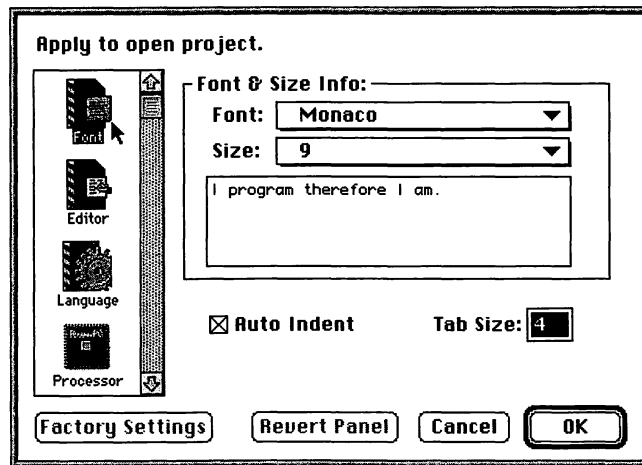 Apply to open project.
Font & Size Info:
Font: Monaco
Size: 9
I program therefore I am.
Font
Editor
Language
PowerPC
Processor
Auto Indent
Tab Size: 4
Factory Settings
Revert Panel
Cancel
OK